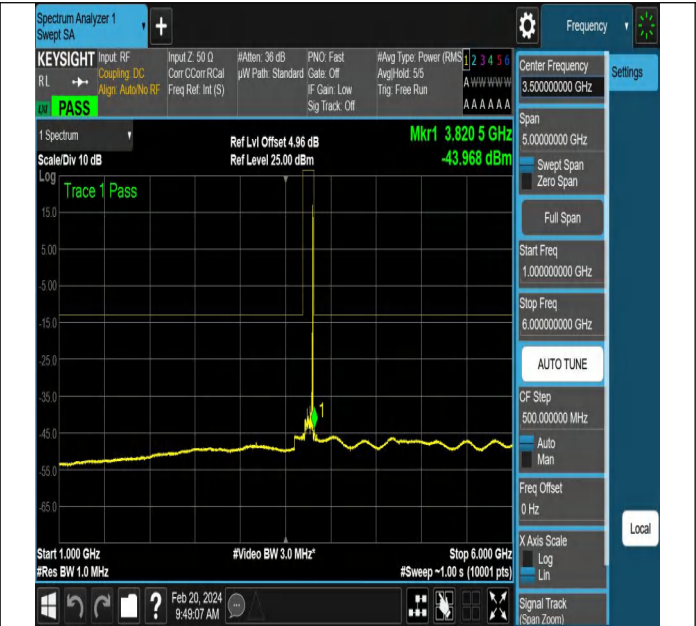 Spectrum Analyzer 1
Swept SA
+
Frequency
KEYSIGHT
RL
LXI
PASS
Input: RF
Coupling: DC
Align: Auto/No RF
Input Z: 50 Ω
Corr CCorr RCal
Freq Ref: Int (S)
#Atten: 36 dB
µW Path: Standard
PNO: Fast
Gate: Off
IF Gain: Low
Sig Track: Off
#Avg Type: Power (RMS
Avg|Hold: 5/5
Trig: Free Run
1 2 3 4 5 6
A W W W W W
A A A A A A
1 Spectrum
Scale/Div 10 dB
Ref Lvl Offset 4.96 dB
Ref Level 25.00 dBm
Mkr1 3.820 5 GHz
-43.968 dBm
Log
Trace 1 Pass
15.0
5.00
-5.00
-15.0
-25.0
-35.0
-45.0
-55.0
-65.0
1
Start 1.000 GHz
#Res BW 1.0 MHz
#Video BW 3.0 MHz*
Stop 6.000 GHz
#Sweep ~1.00 s (10001 pts)
Feb 20, 2024
9:49:07 AM
?
Center Frequency
3.500000000 GHz
Span
5.00000000 GHz
Swept Span
Zero Span
Full Span
Start Freq
1.000000000 GHz
Stop Freq
6.000000000 GHz
AUTO TUNE
CF Step
500.000000 MHz
Auto
Man
Freq Offset
0 Hz
X Axis Scale
Log
Lin
Signal Track
(Span Zoom)
Settings
Local